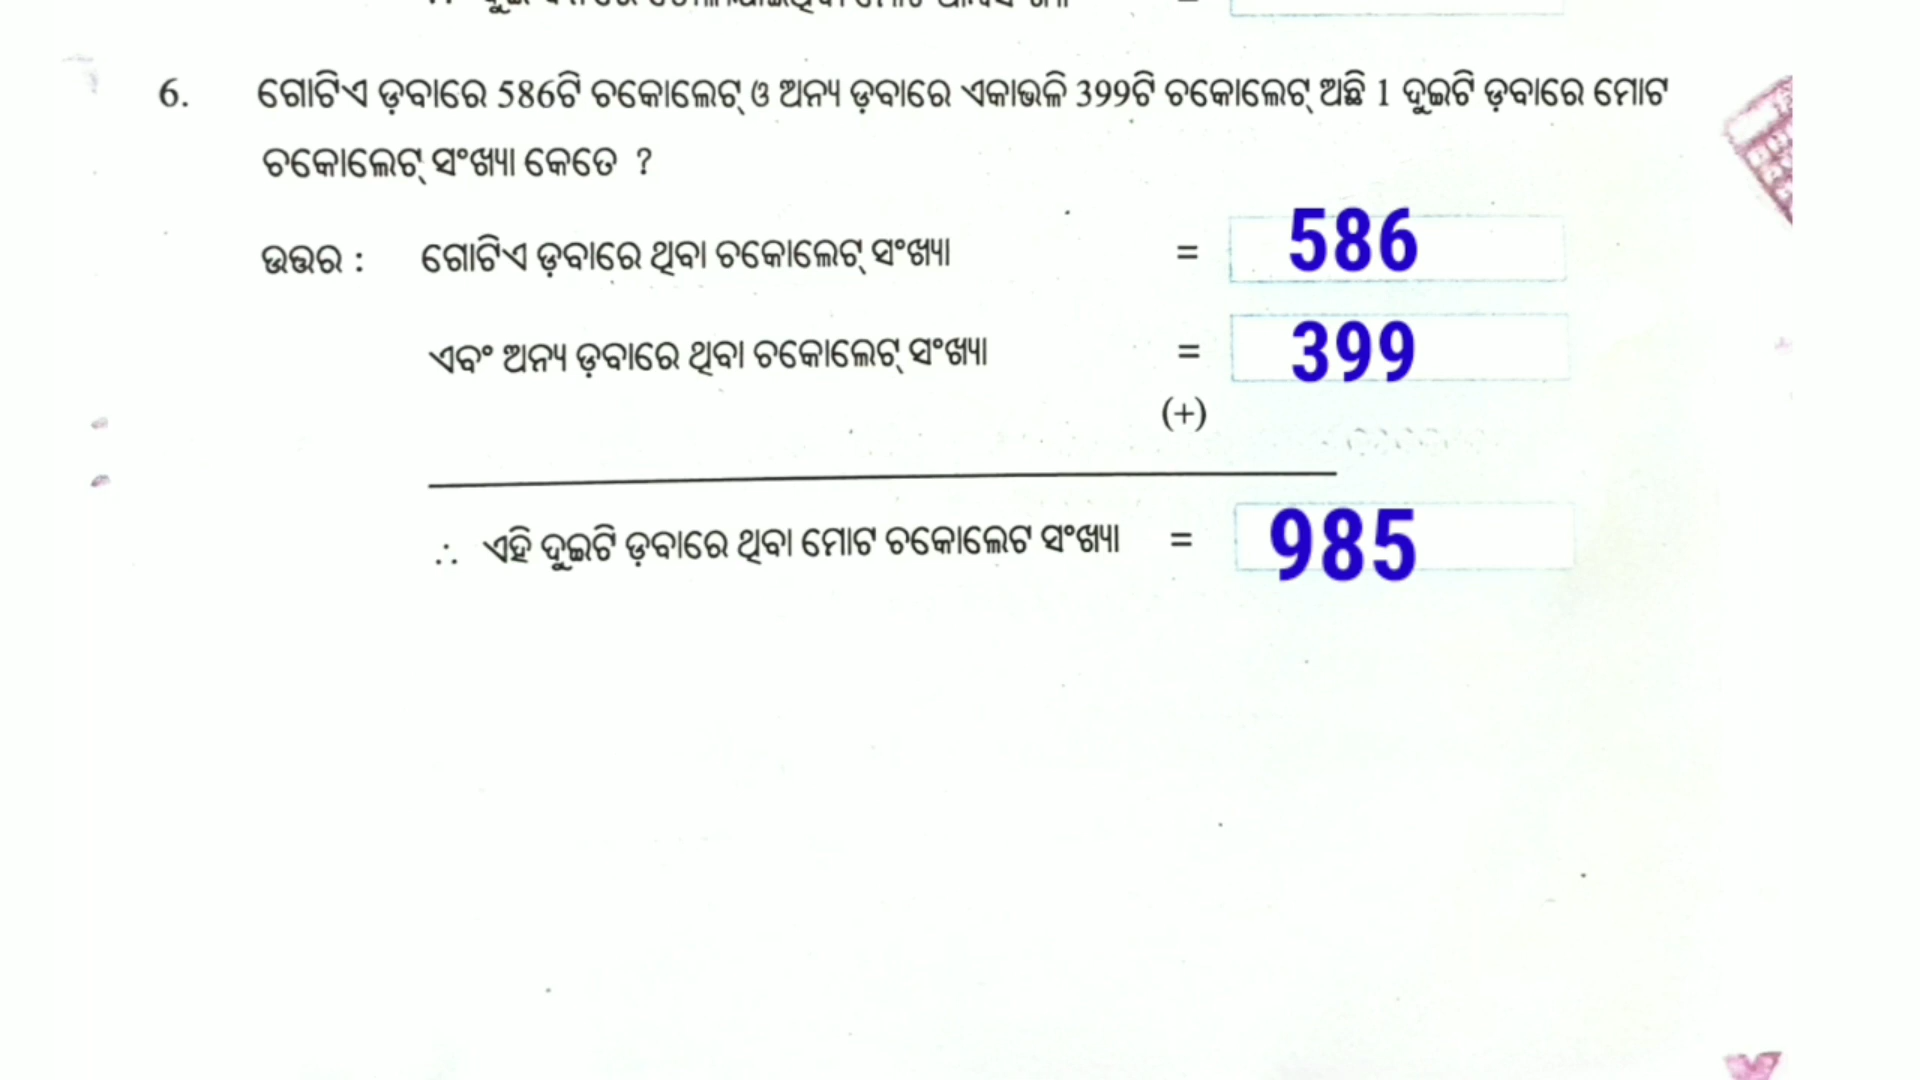 6. ଗୋଟିଏ ଡ଼ବାରେ 586ଟି ଚକୋଲେଟ୍ ଓ ଅନ୍ୟ ଡ଼ବାରେ ଏକାଭଳି 399ଟି ଚକୋଲେଟ୍ ଅଛି 1 ଦୁଇଟି ଡ଼ବାରେ ମୋଟ
ଚକୋଲେଟ୍ ସଂଖ୍ୟା କେତେ ?
ଉତ୍ତର : ଗୋଟିଏ ଡ଼ବାରେ ଥିବା ଚକୋଲେଟ୍ ସଂଖ୍ୟା = 586
ଏବଂ ଅନ୍ୟ ଡ଼ବାରେ ଥିବା ଚକୋଲେଟ୍ ସଂଖ୍ୟା = 399
(+)
∴ ଏହି ଦୁଇଟି ଡ଼ବାରେ ଥିବା ମୋଟ ଚକୋଲେଟ ସଂଖ୍ୟା = 985